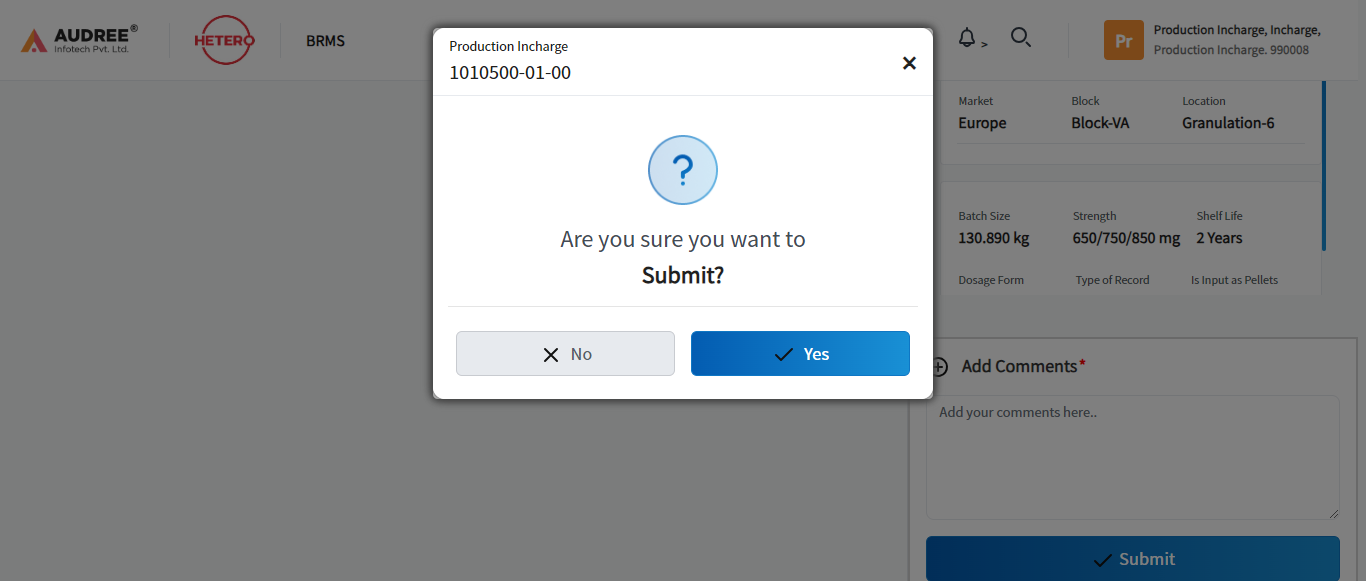 AUDREE®
Infotech Pvt. Ltd.
HETERO
BRMS
>
Pr
Production Incharge, Incharge,
Production Incharge. 990008
Production Incharge
1010500-01-00
Are you sure you want to
Submit?
No
Yes
Market Block Location
Europe Block-VA Granulation-6
Batch Size Strength Shelf Life
130.890 kg 650/750/850 mg 2 Years
Dosage Form Type of Record Is Input as Pellets
Add Comments*
Add your comments here..
Submit